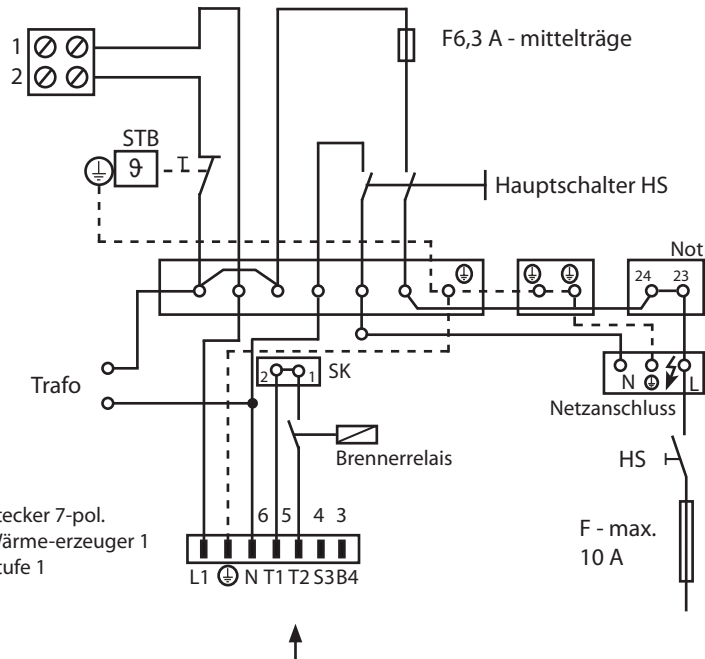 F6,3 A - mittelträge
1
2
STB
ϑ
Hauptschalter HS
Not
24 23
Trafo
2 1 SK
N L
Netzanschluss
Brennerrelais
HS
6 5 4 3
tecker 7-pol.
Wärme-erzeuger 1
tufe 1
F - max.
10 A
L1 N T1 T2 S3 B4